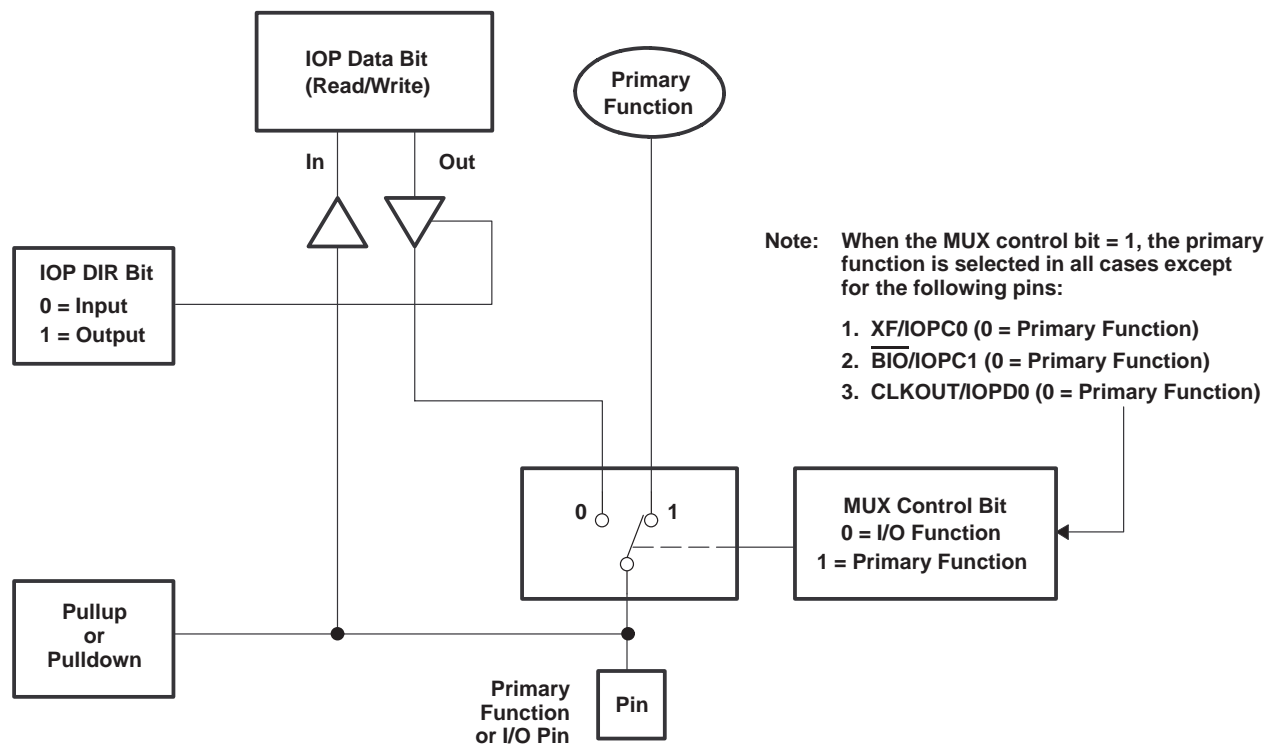 IOP Data Bit
(Read/Write)
Primary
Function
In
Out
Note: When the MUX control bit = 1, the primary
function is selected in all cases except
for the following pins:
1. XF/IOPC0 (0 = Primary Function)
2. B̅I̅O̅/IOPC1 (0 = Primary Function)
3. CLKOUT/IOPD0 (0 = Primary Function)
IOP DIR Bit
0 = Input
1 = Output
0
1
MUX Control Bit
0 = I/O Function
1 = Primary Function
Pullup
or
Pulldown
Primary
Function
or I/O Pin
Pin